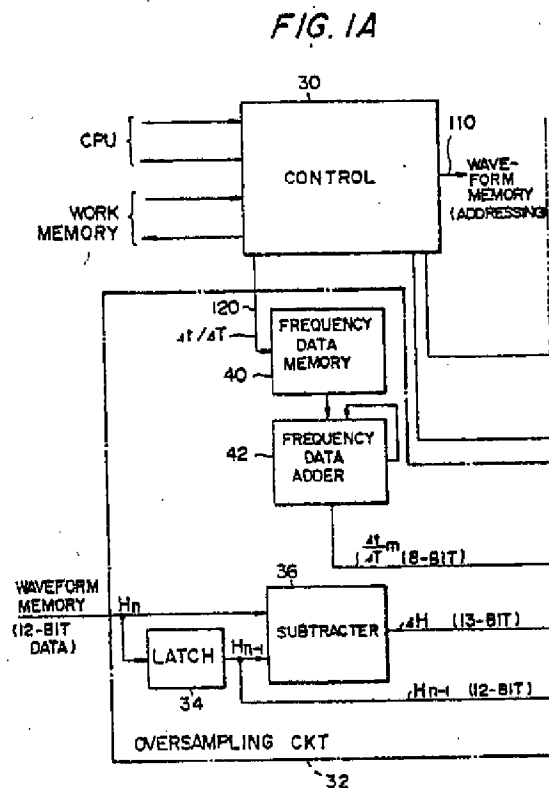 FIG. 1A
30
CPU
CONTROL
110
WAVE-
FORM
MEMORY
(ADDRESSING)
WORK
MEMORY
120
Δt/ΔT
FREQUENCY
DATA
MEMORY
40
FREQUENCY
DATA
ADDER
42
Δt/ΔT m (8-BIT)
WAVEFORM
MEMORY
(12-BIT
DATA)
Hn
36
SUBTRACTER
ΔH (13-BIT)
LATCH
34
Hn-1
Hn-1 (12-BIT)
OVERSAMPLING CKT
32